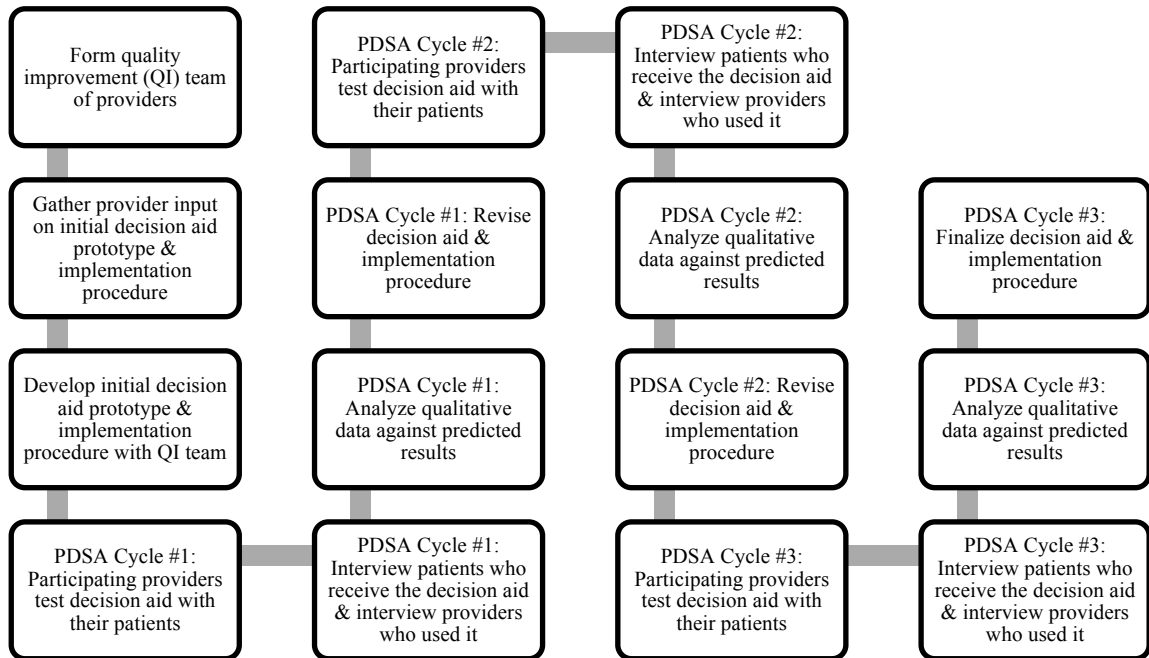 Form quality
improvement (QI) team
of providers
Gather provider input
on initial decision aid
prototype &
implementation
procedure
Develop initial decision
aid prototype &
implementation
procedure with QI team
PDSA Cycle #1:
Participating providers
test decision aid with
their patients
PDSA Cycle #1:
Interview patients who
receive the decision aid
& interview providers
who used it
PDSA Cycle #1:
Analyze qualitative
data against predicted
results
PDSA Cycle #1: Revise
decision aid &
implementation
procedure
PDSA Cycle #2:
Participating providers
test decision aid with
their patients
PDSA Cycle #2:
Interview patients who
receive the decision aid
& interview providers
who used it
PDSA Cycle #2:
Analyze qualitative
data against predicted
results
PDSA Cycle #2: Revise
decision aid &
implementation
procedure
PDSA Cycle #3:
Participating providers
test decision aid with
their patients
PDSA Cycle #3:
Interview patients who
receive the decision aid
& interview providers
who used it
PDSA Cycle #3:
Analyze qualitative
data against predicted
results
PDSA Cycle #3:
Finalize decision aid &
implementation
procedure